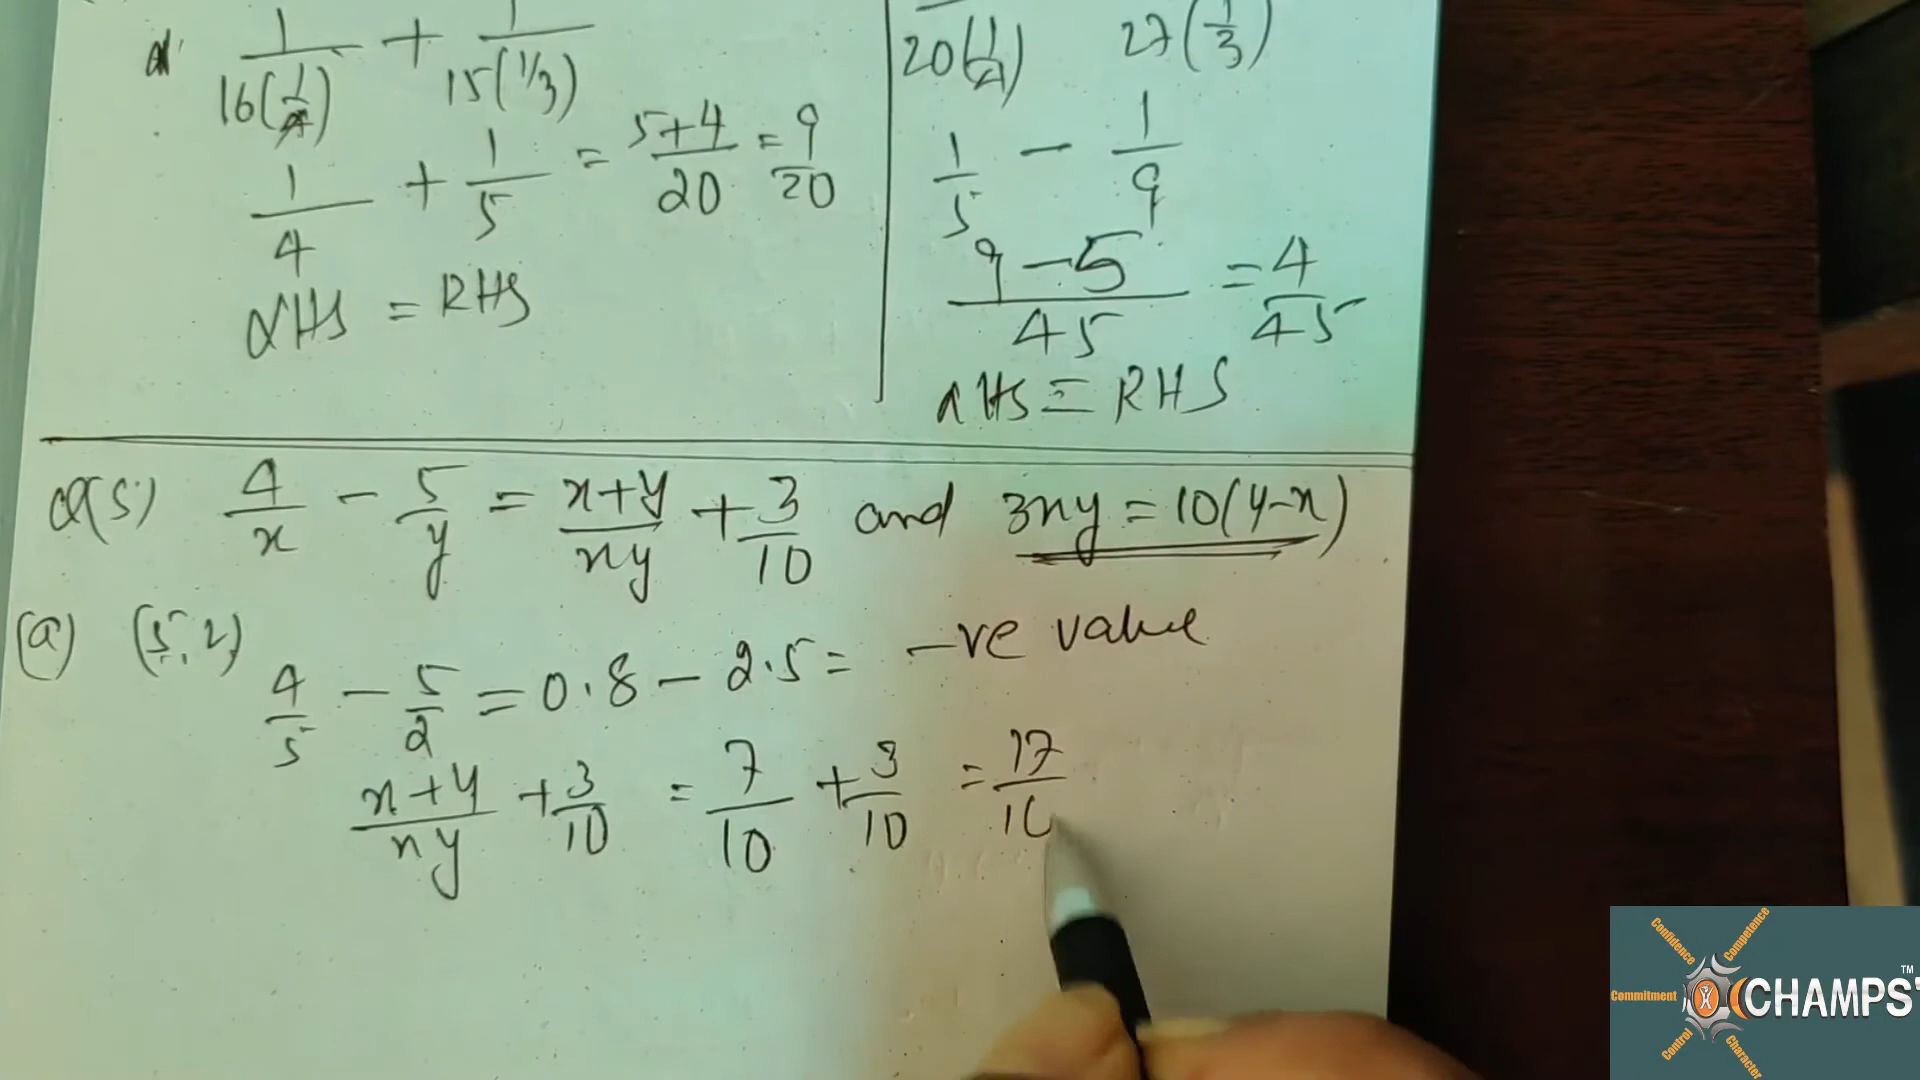 1/16(1/4) + 1/15(1/3)
1/4 + 1/5 = 5+4/20 = 9/20
LHS = RHS
20(1/4) 27(1/3)
1/5 - 1/9
9-5/45 = 4/45
LHS = RHS
Q(5) 4/x - 5/y = x+y/xy + 3/10 and 3xy = 10(y-x)
(a) (5,2)
4/5 - 5/2 = 0.8 - 2.5 = -ve value
x+y/xy + 3/10 = 7/10 + 3/10 = 17/10
Confidence
Competence
Commitment
CHAMPS™
Control
Character